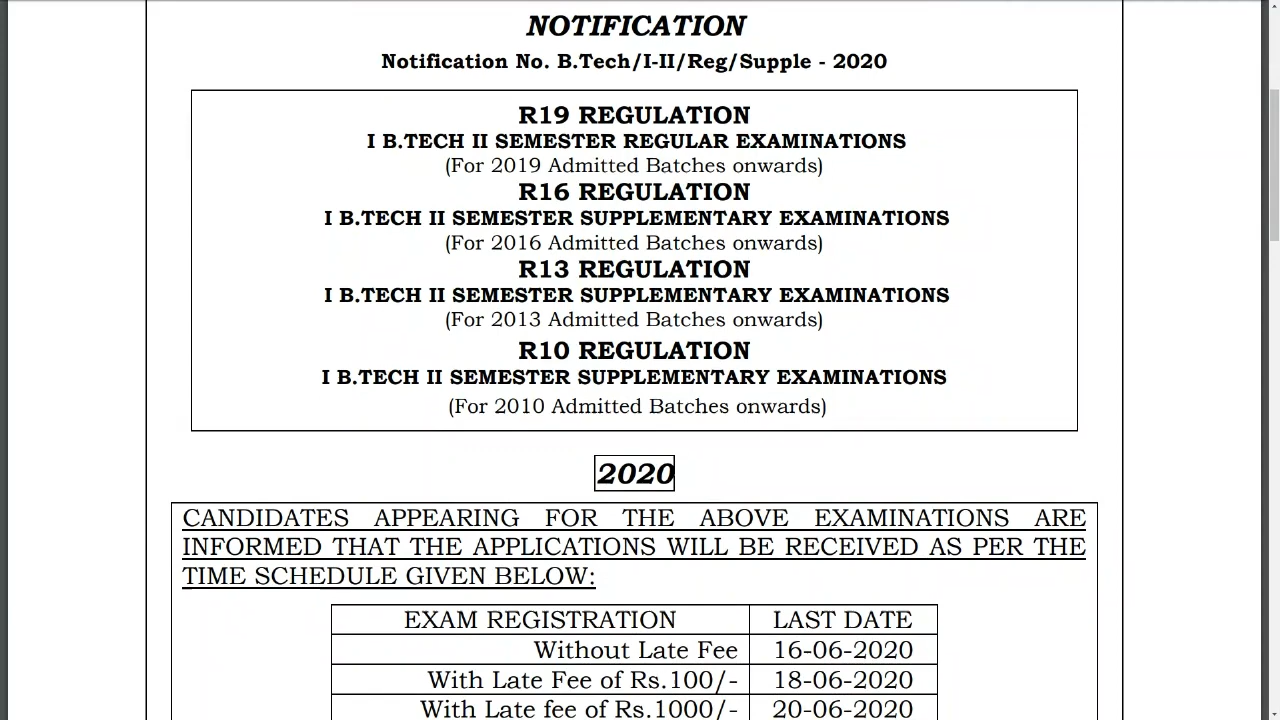 NOTIFICATION
Notification No. B.Tech/I-II/Reg/Supple - 2020
R19 REGULATION
I B.TECH II SEMESTER REGULAR EXAMINATIONS
(For 2019 Admitted Batches onwards)
R16 REGULATION
I B.TECH II SEMESTER SUPPLEMENTARY EXAMINATIONS
(For 2016 Admitted Batches onwards)
R13 REGULATION
I B.TECH II SEMESTER SUPPLEMENTARY EXAMINATIONS
(For 2013 Admitted Batches onwards)
R10 REGULATION
I B.TECH II SEMESTER SUPPLEMENTARY EXAMINATIONS
(For 2010 Admitted Batches onwards)
2020
CANDIDATES APPEARING FOR THE ABOVE EXAMINATIONS ARE
INFORMED THAT THE APPLICATIONS WILL BE RECEIVED AS PER THE
TIME SCHEDULE GIVEN BELOW:
EXAM REGISTRATION LAST DATE
Without Late Fee 16-06-2020
With Late Fee of Rs.100/- 18-06-2020
With Late fee of Rs.1000/- 20-06-2020